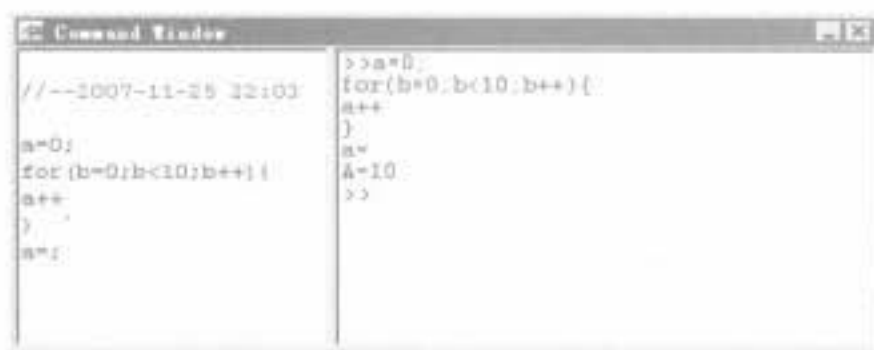 Command Window
//--2007-11-25 22:03
a=0;
for(b=0;b<10;b++){
a++
}
a=;
>>a=0;
for(b=0;b<10;b++){
a++
}
a=
A=10
>>